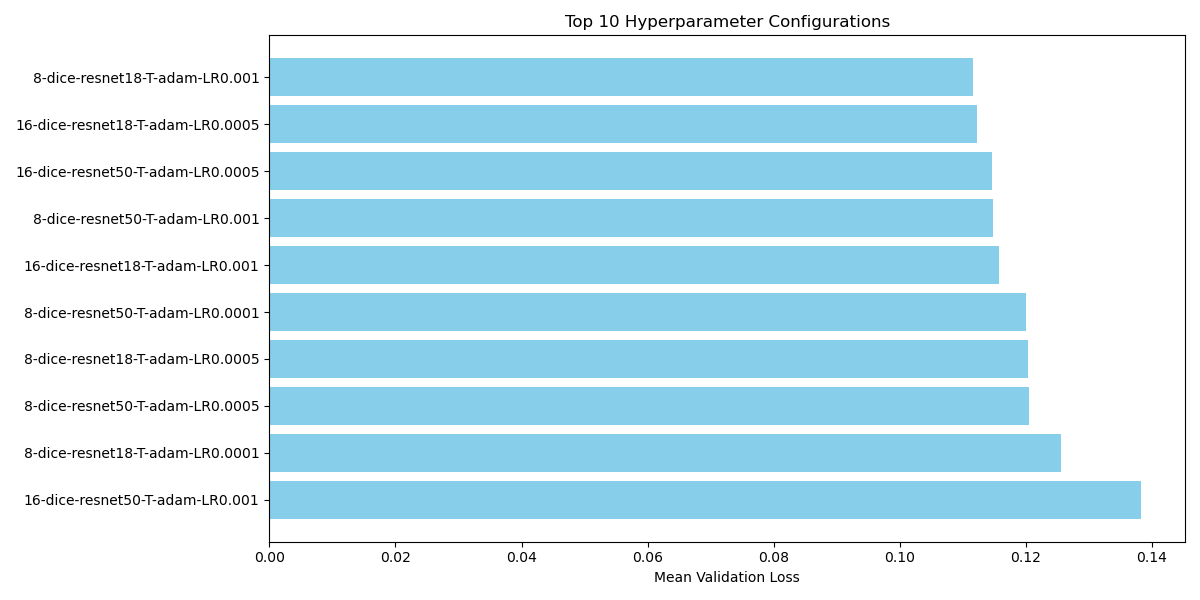 Top 10 Hyperparameter Configurations
8-dice-resnet18-T-adam-LR0.001
16-dice-resnet18-T-adam-LR0.0005
16-dice-resnet50-T-adam-LR0.0005
8-dice-resnet50-T-adam-LR0.001
16-dice-resnet18-T-adam-LR0.001
8-dice-resnet50-T-adam-LR0.0001
8-dice-resnet18-T-adam-LR0.0005
8-dice-resnet50-T-adam-LR0.0005
8-dice-resnet18-T-adam-LR0.0001
16-dice-resnet50-T-adam-LR0.001
0.00 0.02 0.04 0.06 0.08 0.10 0.12 0.14
Mean Validation Loss